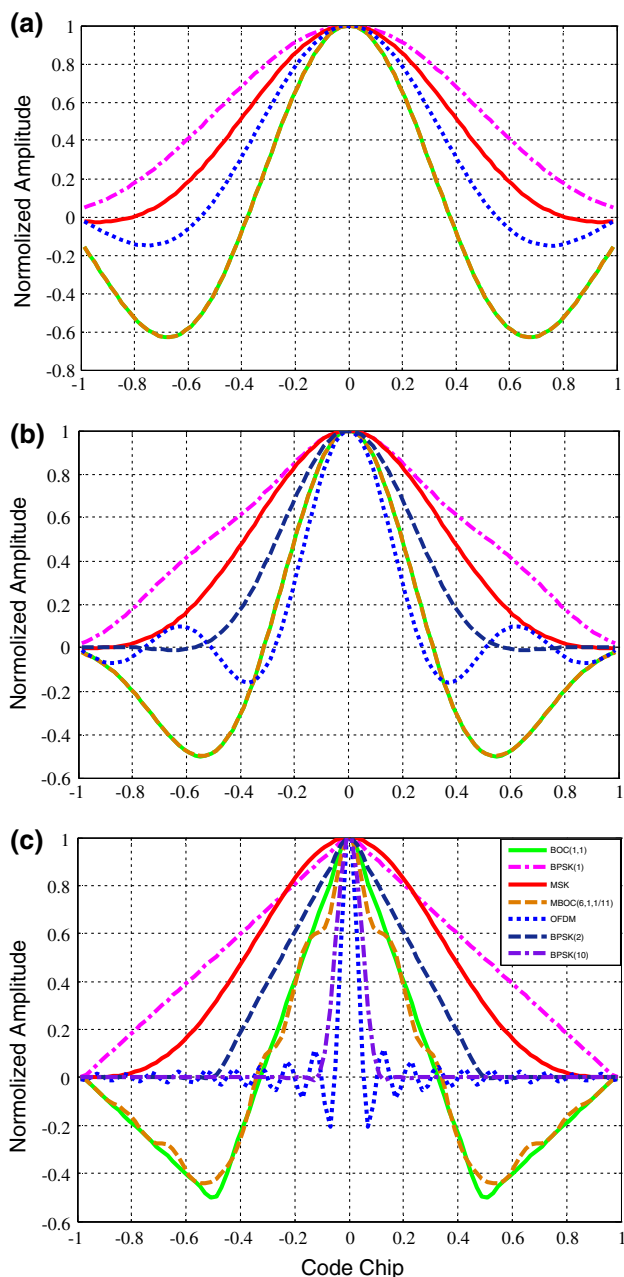 (a)
1
0.8
0.6
0.4
0.2
0
-0.2
-0.4
-0.6
-0.8
Normolized Amplitude
-1 -0.8 -0.6 -0.4 -0.2 0 0.2 0.4 0.6 0.8 1
(b)
1
0.8
0.6
0.4
0.2
0
-0.2
-0.4
-0.6
Normolized Amplitude
-1 -0.8 -0.6 -0.4 -0.2 0 0.2 0.4 0.6 0.8 1
(c)
1
0.8
0.6
0.4
0.2
0
-0.2
-0.4
-0.6
Normolized Amplitude
BOC(1,1)
BPSK(1)
MSK
MBOC(6,1,1/11)
OFDM
BPSK(2)
BPSK(10)
-1 -0.8 -0.6 -0.4 -0.2 0 0.2 0.4 0.6 0.8 1
Code Chip